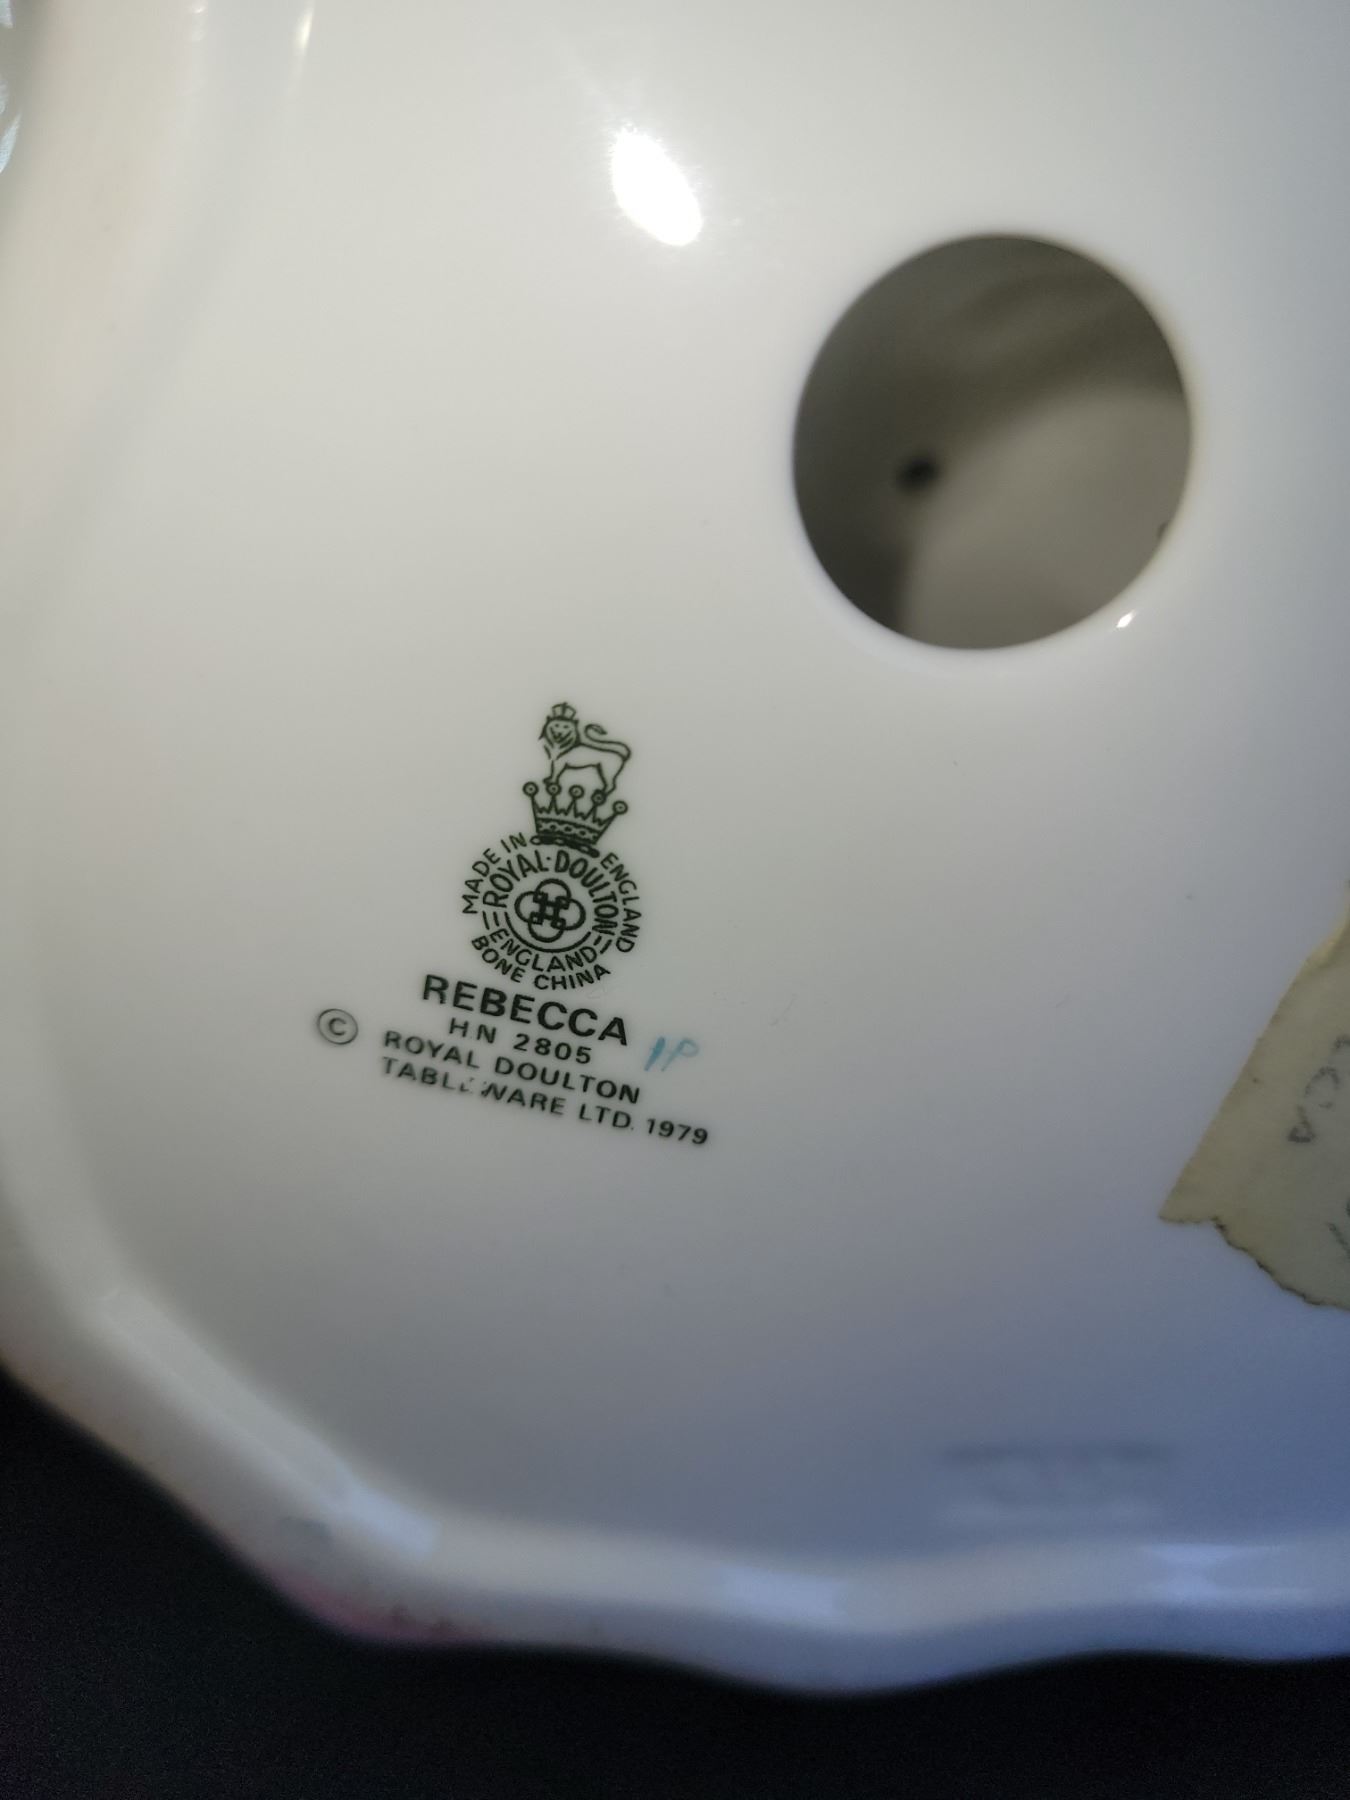 MADE IN ENGLAND
ROYAL·DOULTON
ENGLAND
BONE CHINA
REBECCA
HN 2805
© ROYAL DOULTON
TABLEWARE LTD. 1979